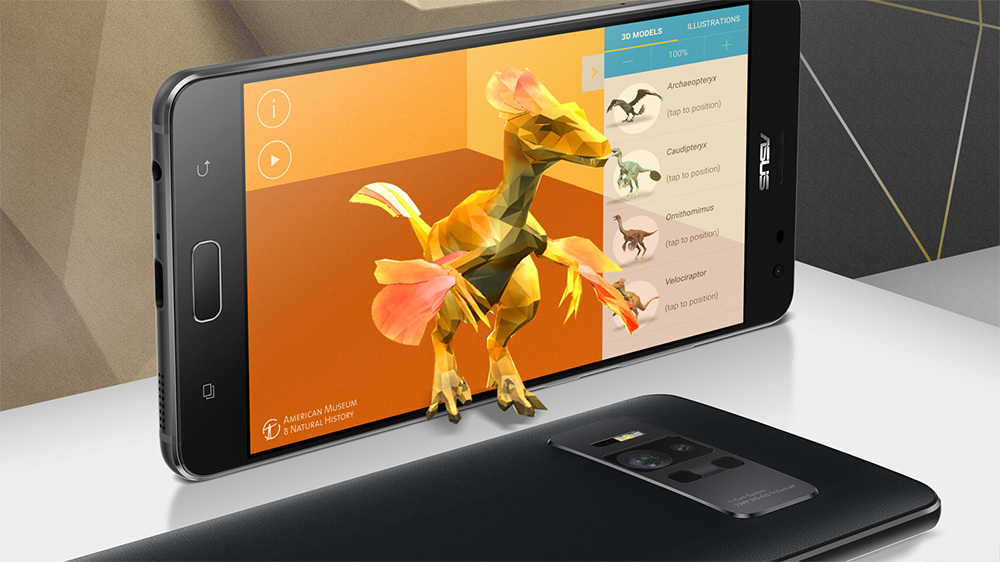 3D MODELS
ILLUSTRATIONS
100%
Archaeopteryx
(tap to position)
Caudipteryx
(tap to position)
Ornithomimus
(tap to position)
Velociraptor
(tap to position)
ASUS
AMERICAN MUSEUM
OF NATURAL HISTORY